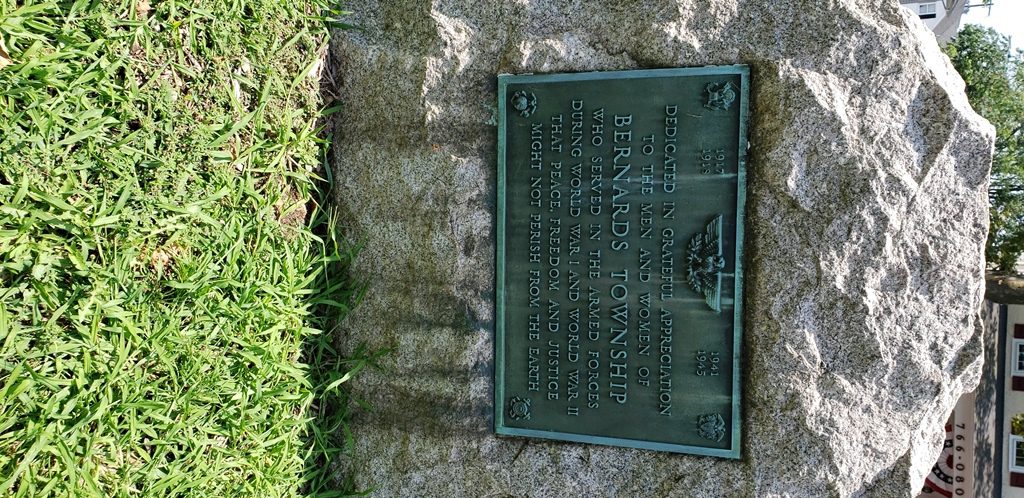 1917 1941
1918 1945
DEDICATED IN GRATEFUL APPRECIATION
TO THE MEN AND WOMEN OF
BERNARDS TOWNSHIP
WHO SERVED IN THE ARMED FORCES
DURING WORLD WAR I AND WORLD WAR II
THAT PEACE, FREEDOM AND JUSTICE
MIGHT NOT PERISH FROM THE EARTH
766-080